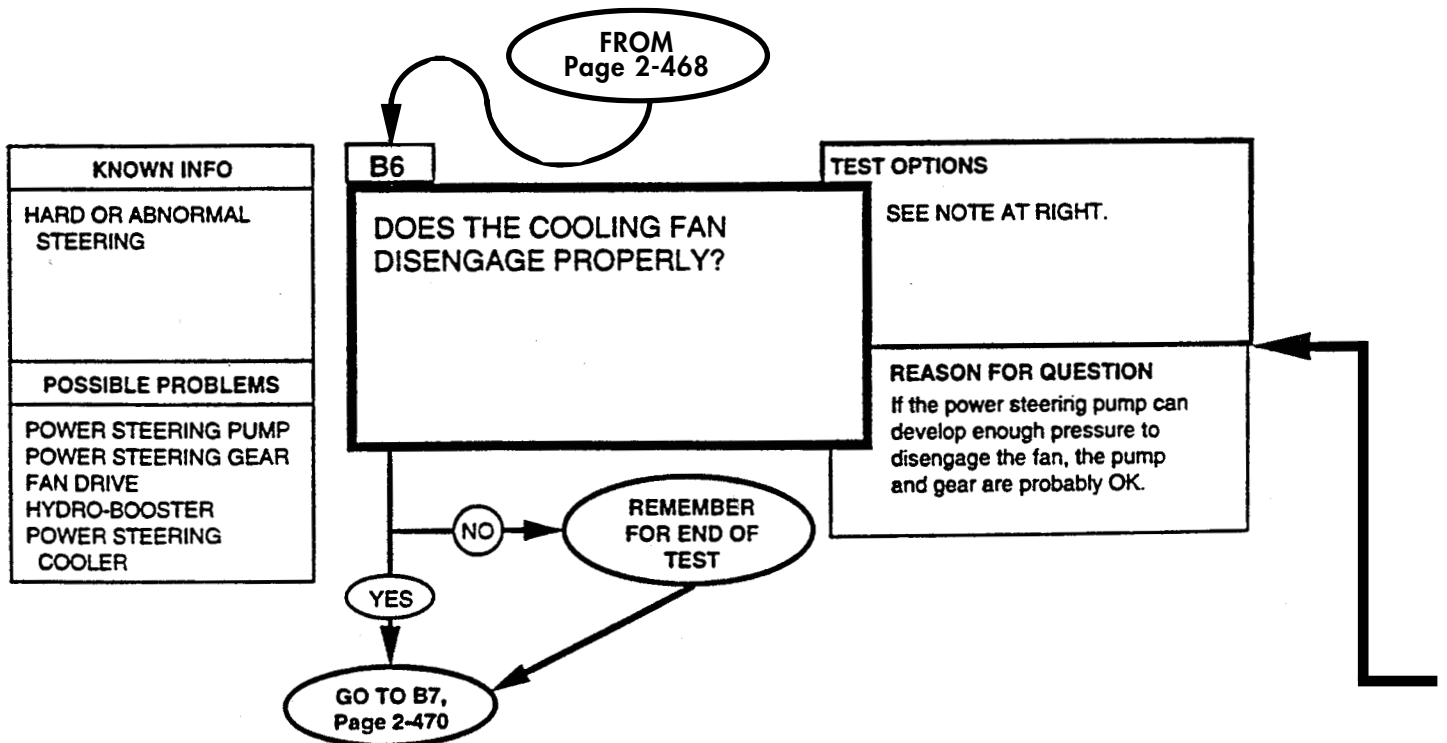 FROM
Page 2-468
KNOWN INFO
HARD OR ABNORMAL
STEERING
POSSIBLE PROBLEMS
POWER STEERING PUMP
POWER STEERING GEAR
FAN DRIVE
HYDRO-BOOSTER
POWER STEERING
COOLER
B6
DOES THE COOLING FAN
DISENGAGE PROPERLY?
TEST OPTIONS
SEE NOTE AT RIGHT.
REASON FOR QUESTION
If the power steering pump can
develop enough pressure to
disengage the fan, the pump
and gear are probably OK.
NO
REMEMBER
FOR END OF
TEST
YES
GO TO B7,
Page 2-470